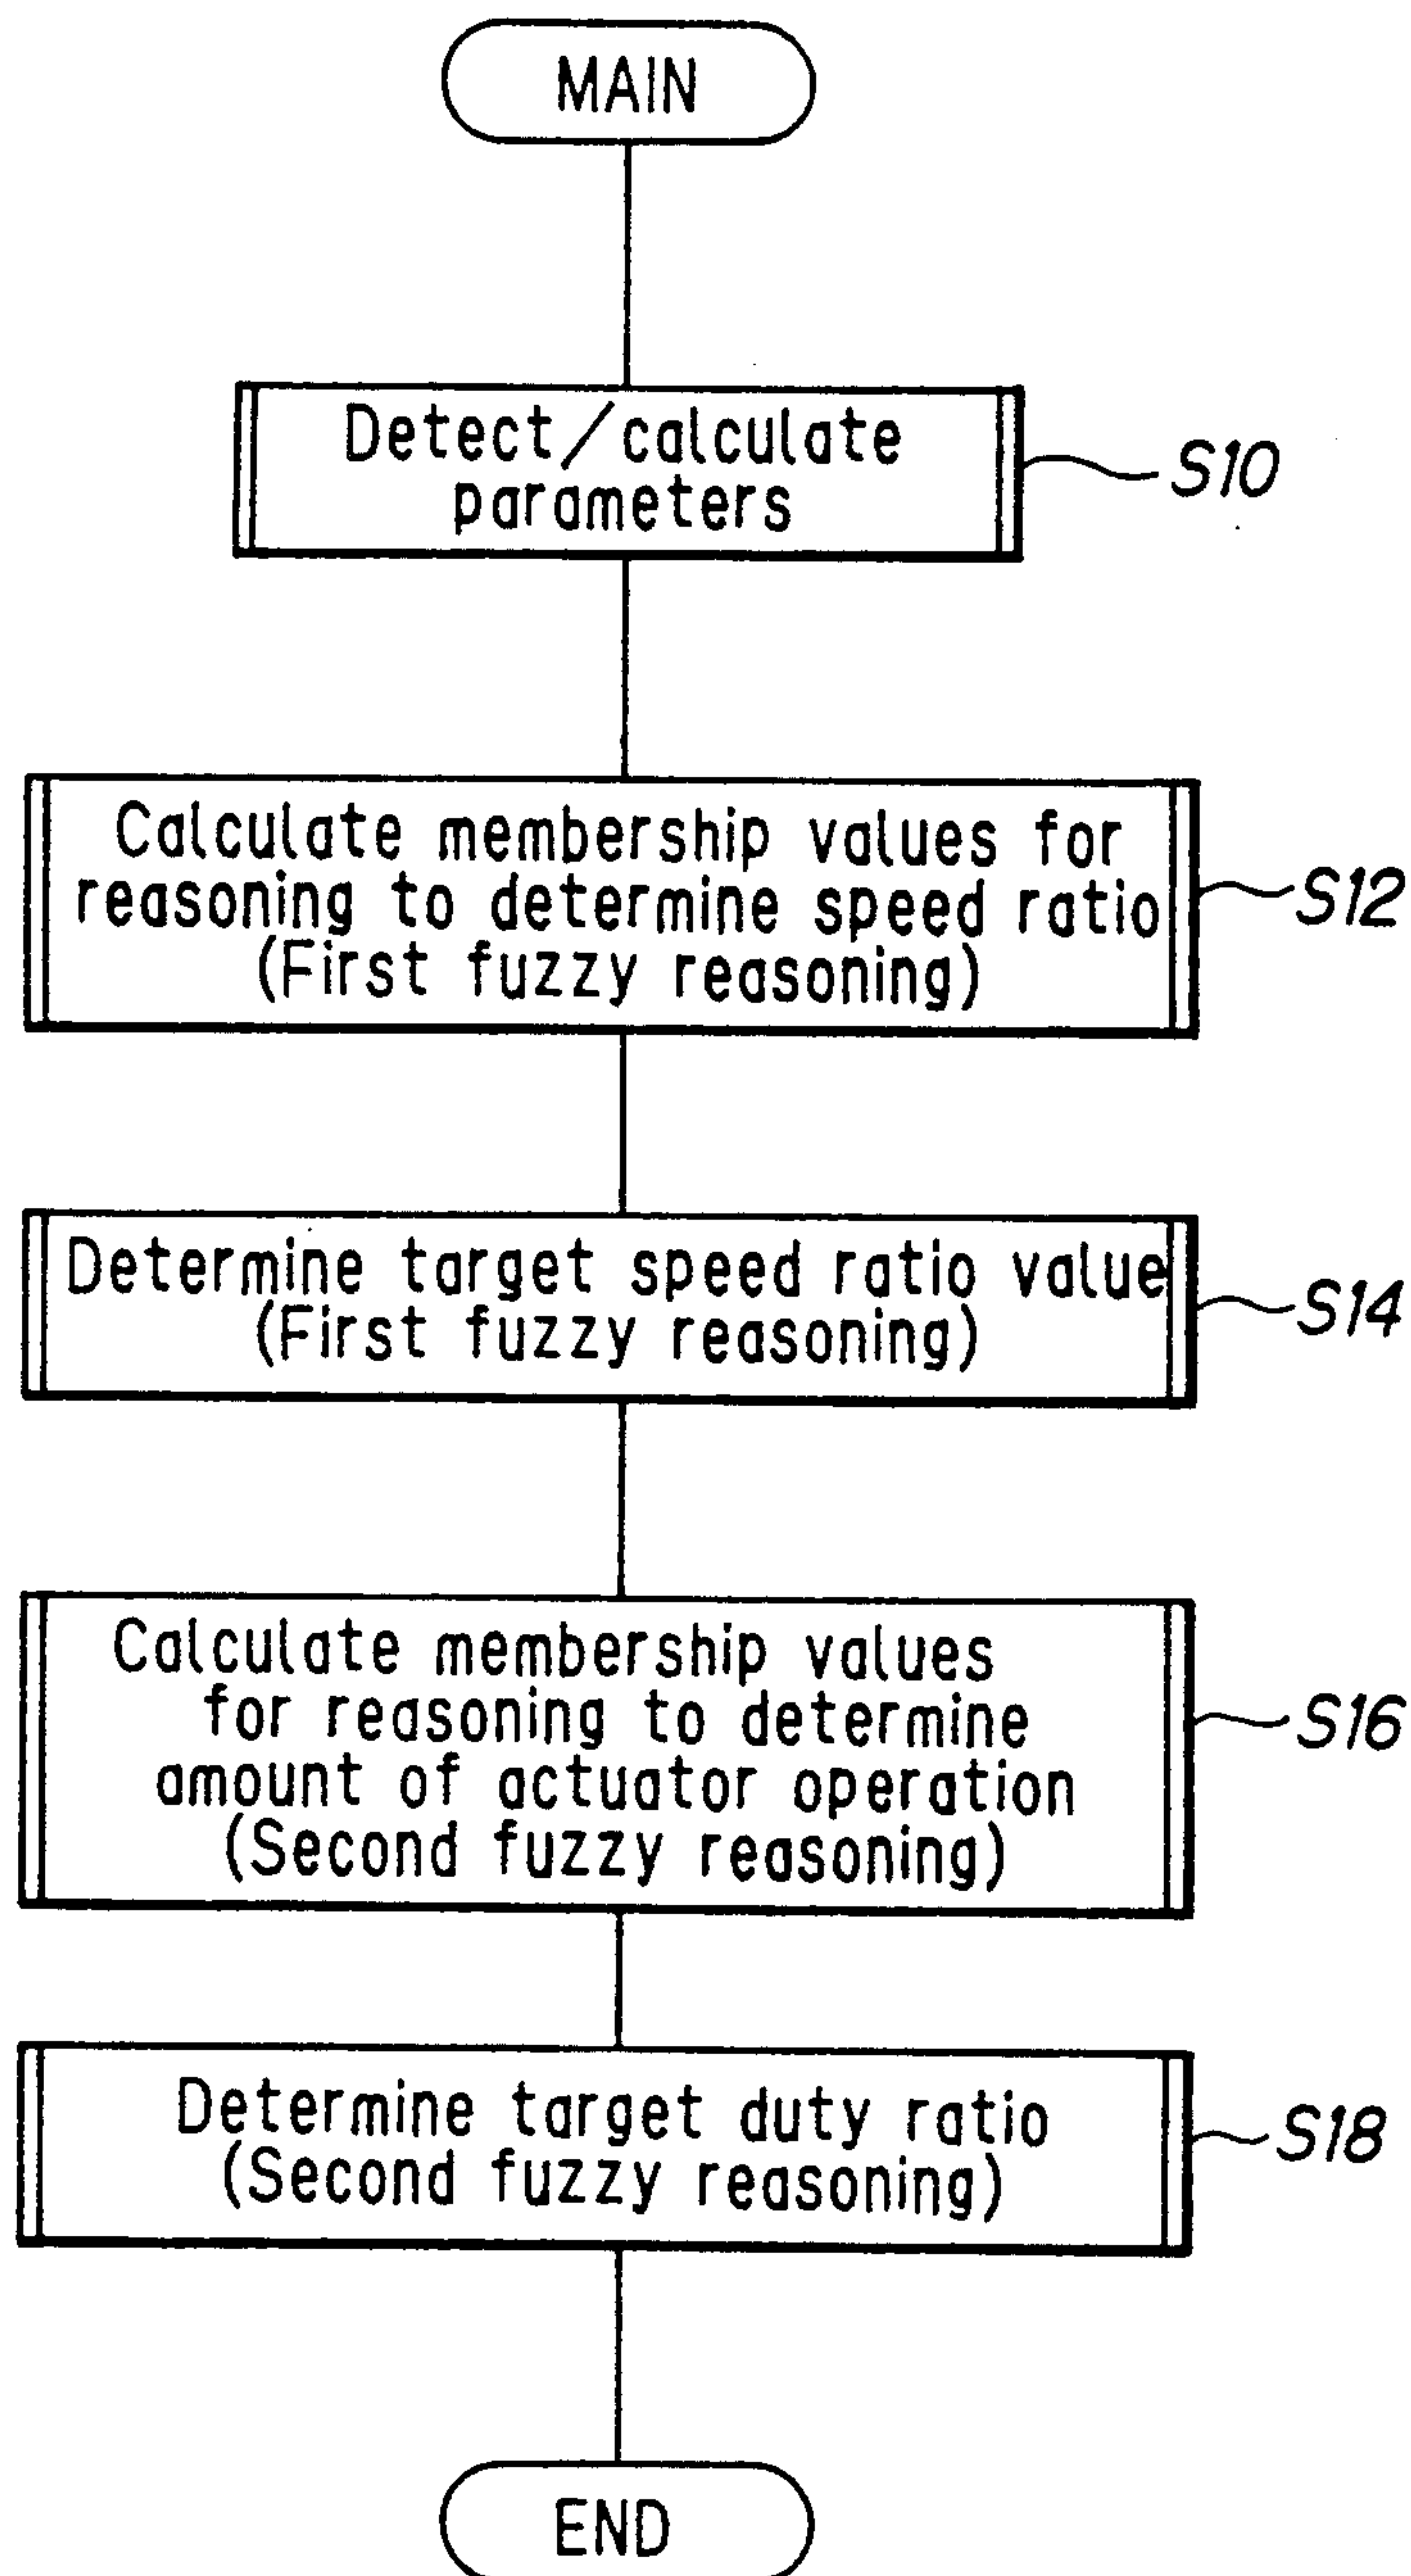 MAIN
Detect/calculate
parameters
S10
Calculate membership values for
reasoning to determine speed ratio
(First fuzzy reasoning)
S12
Determine target speed ratio value
(First fuzzy reasoning)
S14
Calculate membership values
for reasoning to determine
amount of actuator operation
(Second fuzzy reasoning)
S16
Determine target duty ratio
(Second fuzzy reasoning)
S18
END